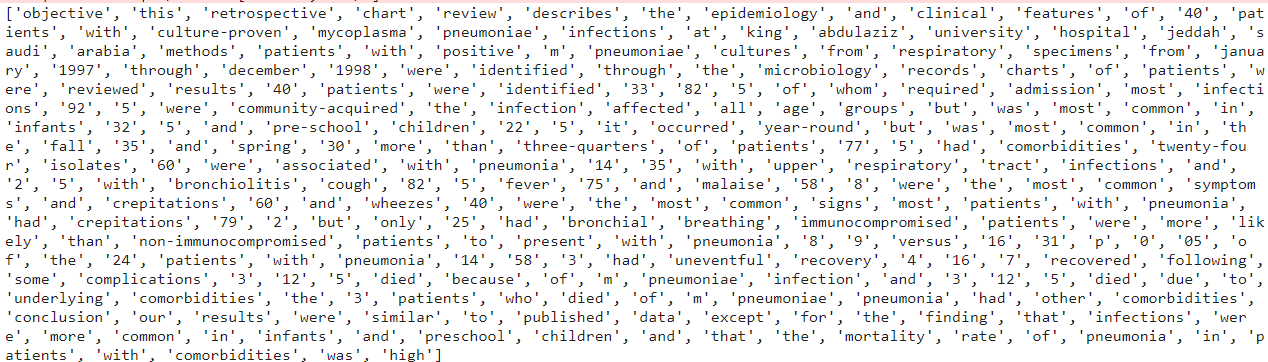 ['objective', 'this', 'retrospective', 'chart', 'review', 'describes', 'the', 'epidemiology', 'and', 'clinical', 'features', 'of', '40', 'pat
ients', 'with', 'culture-proven', 'mycoplasma', 'pneumoniae', 'infections', 'at', 'king', 'abdulaziz', 'university', 'hospital', 'jeddah', 's
audi', 'arabia', 'methods', 'patients', 'with', 'positive', 'm', 'pneumoniae', 'cultures', 'from', 'respiratory', 'specimens', 'from', 'janua
ry', '1997', 'through', 'december', '1998', 'were', 'identified', 'through', 'the', 'microbiology', 'records', 'charts', 'of', 'patients', 'w
ere', 'reviewed', 'results', '40', 'patients', 'were', 'identified', '33', '82', '5', 'of', 'whom', 'required', 'admission', 'most', 'infecti
ons', '92', '5', 'were', 'community-acquired', 'the', 'infection', 'affected', 'all', 'age', 'groups', 'but', 'was', 'most', 'common', 'in',
'infants', '32', '5', 'and', 'pre-school', 'children', '22', '5', 'it', 'occurred', 'year-round', 'but', 'was', 'most', 'common', 'in', 'th
e', 'fall', '35', 'and', 'spring', '30', 'more', 'than', 'three-quarters', 'of', 'patients', '77', '5', 'had', 'comorbidities', 'twenty-fou
r', 'isolates', '60', 'were', 'associated', 'with', 'pneumonia', '14', '35', 'with', 'upper', 'respiratory', 'tract', 'infections', 'and',
'2', '5', 'with', 'bronchiolitis', 'cough', '82', '5', 'fever', '75', 'and', 'malaise', '58', '8', 'were', 'the', 'most', 'common', 'symptom
s', 'and', 'crepitations', '60', 'and', 'wheezes', '40', 'were', 'the', 'most', 'common', 'signs', 'most', 'patients', 'with', 'pneumonia',
'had', 'crepitations', '79', '2', 'but', 'only', '25', 'had', 'bronchial', 'breathing', 'immunocompromised', 'patients', 'were', 'more', 'lik
ely', 'than', 'non-immunocompromised', 'patients', 'to', 'present', 'with', 'pneumonia', '8', '9', 'versus', '16', '31', 'p', '0', '05', 'o
f', 'the', '24', 'patients', 'with', 'pneumonia', '14', '58', '3', 'had', 'uneventful', 'recovery', '4', '16', '7', 'recovered', 'following',
'some', 'complications', '3', '12', '5', 'died', 'because', 'of', 'm', 'pneumoniae', 'infection', 'and', '3', '12', '5', 'died', 'due', 'to',
'underlying', 'comorbidities', 'the', '3', 'patients', 'who', 'died', 'of', 'm', 'pneumoniae', 'pneumonia', 'had', 'other', 'comorbidities',
'conclusion', 'our', 'results', 'were', 'similar', 'to', 'published', 'data', 'except', 'for', 'the', 'finding', 'that', 'infections', 'wer
e', 'more', 'common', 'in', 'infants', 'and', 'preschool', 'children', 'and', 'that', 'the', 'mortality', 'rate', 'of', 'pneumonia', 'in', 'p
atients', 'with', 'comorbidities', 'was', 'high']